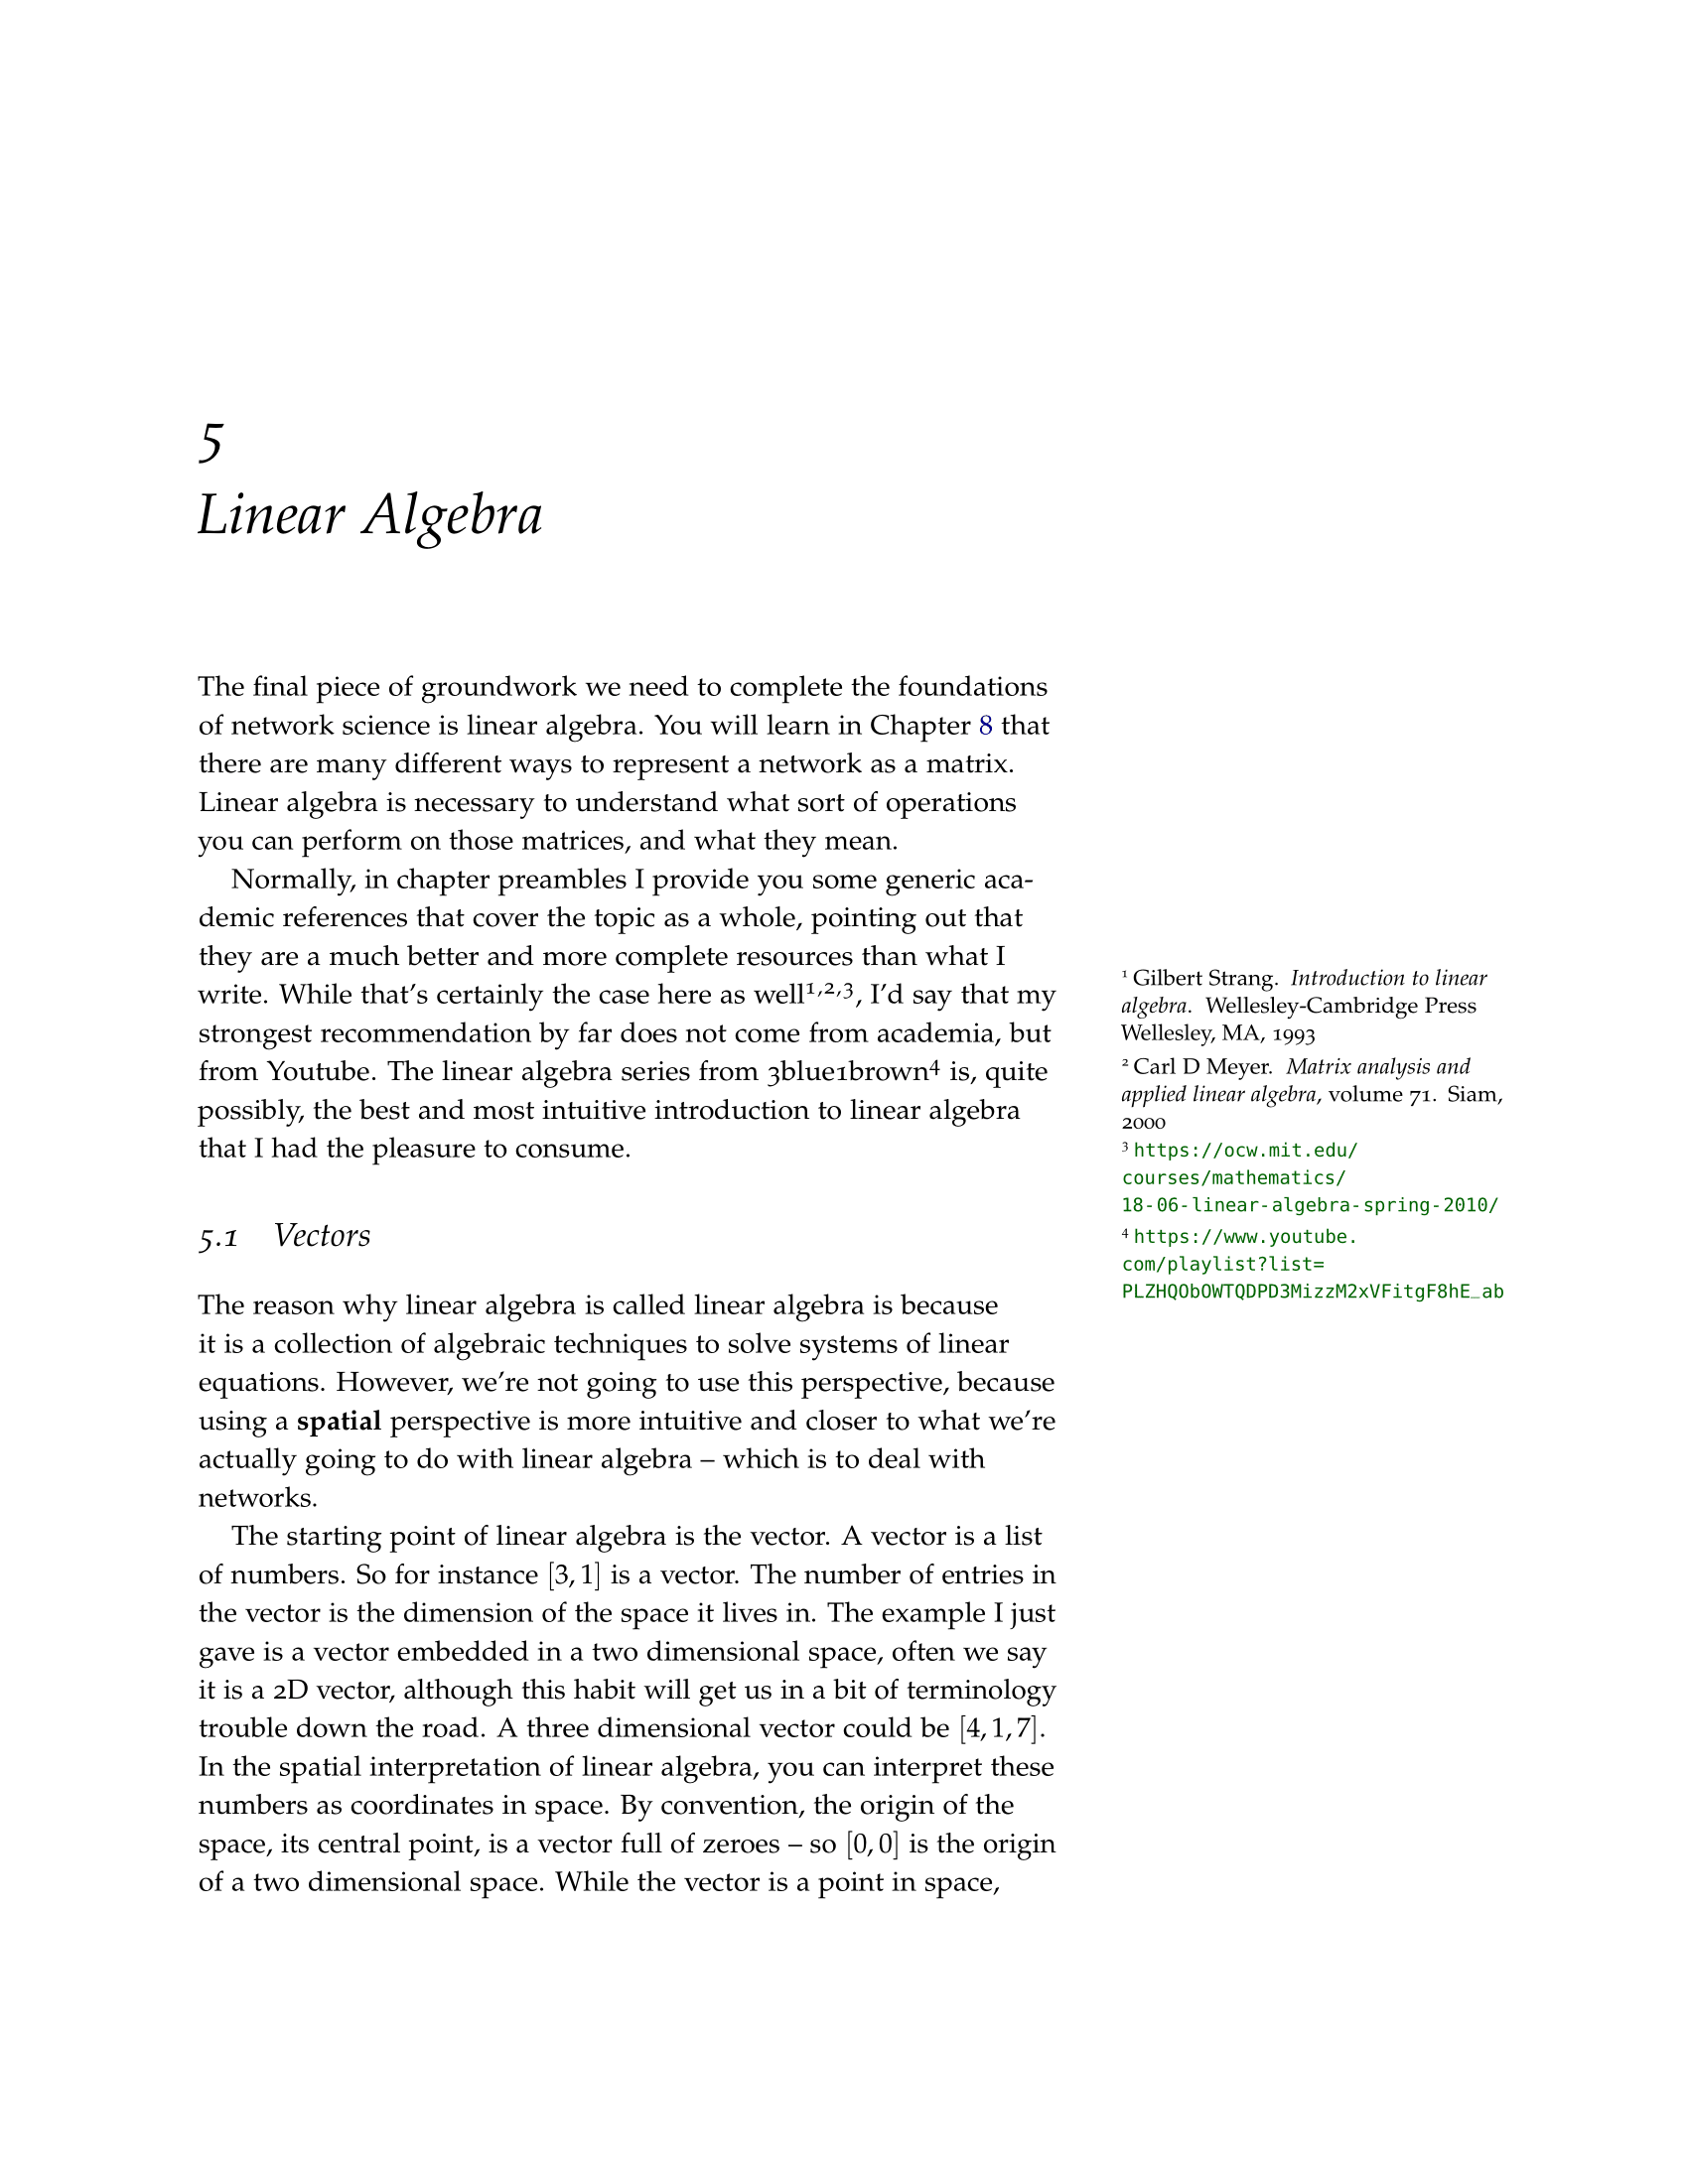 5
Linear Algebra
The final piece of groundwork we need to complete the foundations
of network science is linear algebra. You will learn in Chapter 8 that
there are many different ways to represent a network as a matrix.
Linear algebra is necessary to understand what sort of operations
you can perform on those matrices, and what they mean.
Normally, in chapter preambles I provide you some generic aca-
demic references that cover the topic as a whole, pointing out that
they are a much better and more complete resources than what I
write. While that's certainly the case here as well¹,²,³, I'd say that my
strongest recommendation by far does not come from academia, but
from Youtube. The linear algebra series from 3blue1brown⁴ is, quite
possibly, the best and most intuitive introduction to linear algebra
that I had the pleasure to consume.
5.1 Vectors
The reason why linear algebra is called linear algebra is because
it is a collection of algebraic techniques to solve systems of linear
equations. However, we're not going to use this perspective, because
using a spatial perspective is more intuitive and closer to what we're
actually going to do with linear algebra – which is to deal with
networks.
The starting point of linear algebra is the vector. A vector is a list
of numbers. So for instance [3, 1] is a vector. The number of entries in
the vector is the dimension of the space it lives in. The example I just
gave is a vector embedded in a two dimensional space, often we say
it is a 2D vector, although this habit will get us in a bit of terminology
trouble down the road. A three dimensional vector could be [4, 1, 7].
In the spatial interpretation of linear algebra, you can interpret these
numbers as coordinates in space. By convention, the origin of the
space, its central point, is a vector full of zeroes – so [0, 0] is the origin
of a two dimensional space. While the vector is a point in space,
¹ Gilbert Strang. Introduction to linear
algebra. Wellesley-Cambridge Press
Wellesley, MA, 1993
² Carl D Meyer. Matrix analysis and
applied linear algebra, volume 71. Siam,
2000
³ https://ocw.mit.edu/
courses/mathematics/
18-06-linear-algebra-spring-2010/
⁴ https://www.youtube.
com/playlist?list=
PLZHQObOWTQDPD3MizzM2xVFitgF8hE_ab